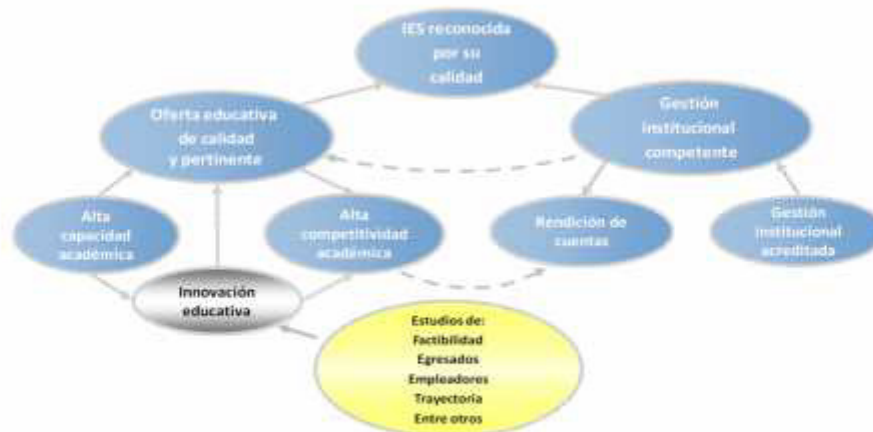 IES reconocida
por su
calidad
Oferta educativa
de calidad
y pertinente
Gestión
institucional
competente
Alta
capacidad
académica
Alta
competitividad
académica
Rendición de
cuentas
Gestión
institucional
acreditada
Innovación
educativa
Estudios de:
Factibilidad
Egresados
Empleadores
Trayectoria
Entre otros